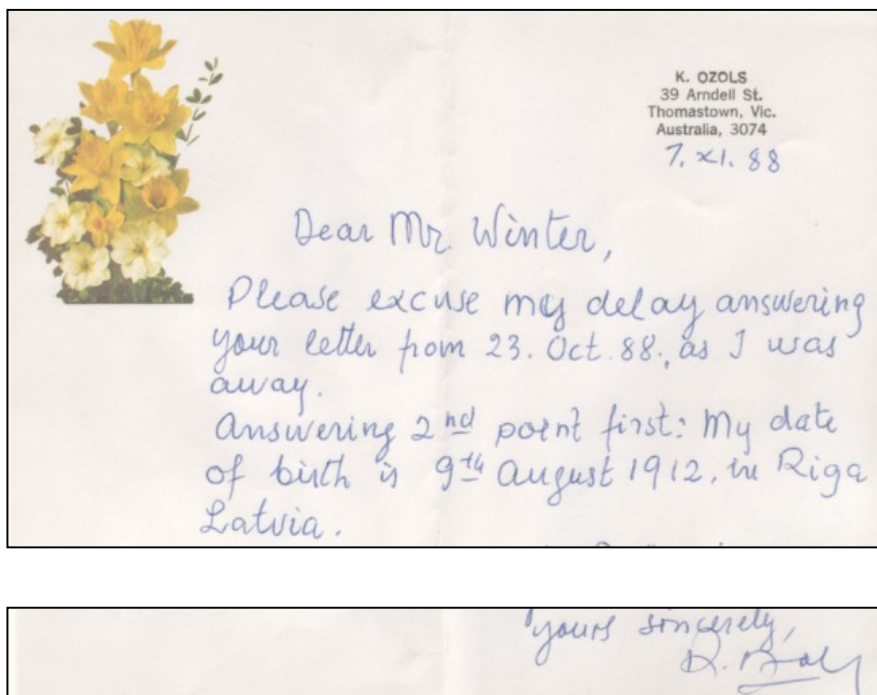 K. OZOLS
39 Arndell St.
Thomastown, Vic.
Australia, 3074
7. XI. 88
Dear Mr. Winter,
Please excuse my delay answering
your letter from 23. Oct. 88., as I was
away.
Answering 2nd point first: My date
of birth is 9th August 1912, in Riga
Latvia.
yours sincerely,